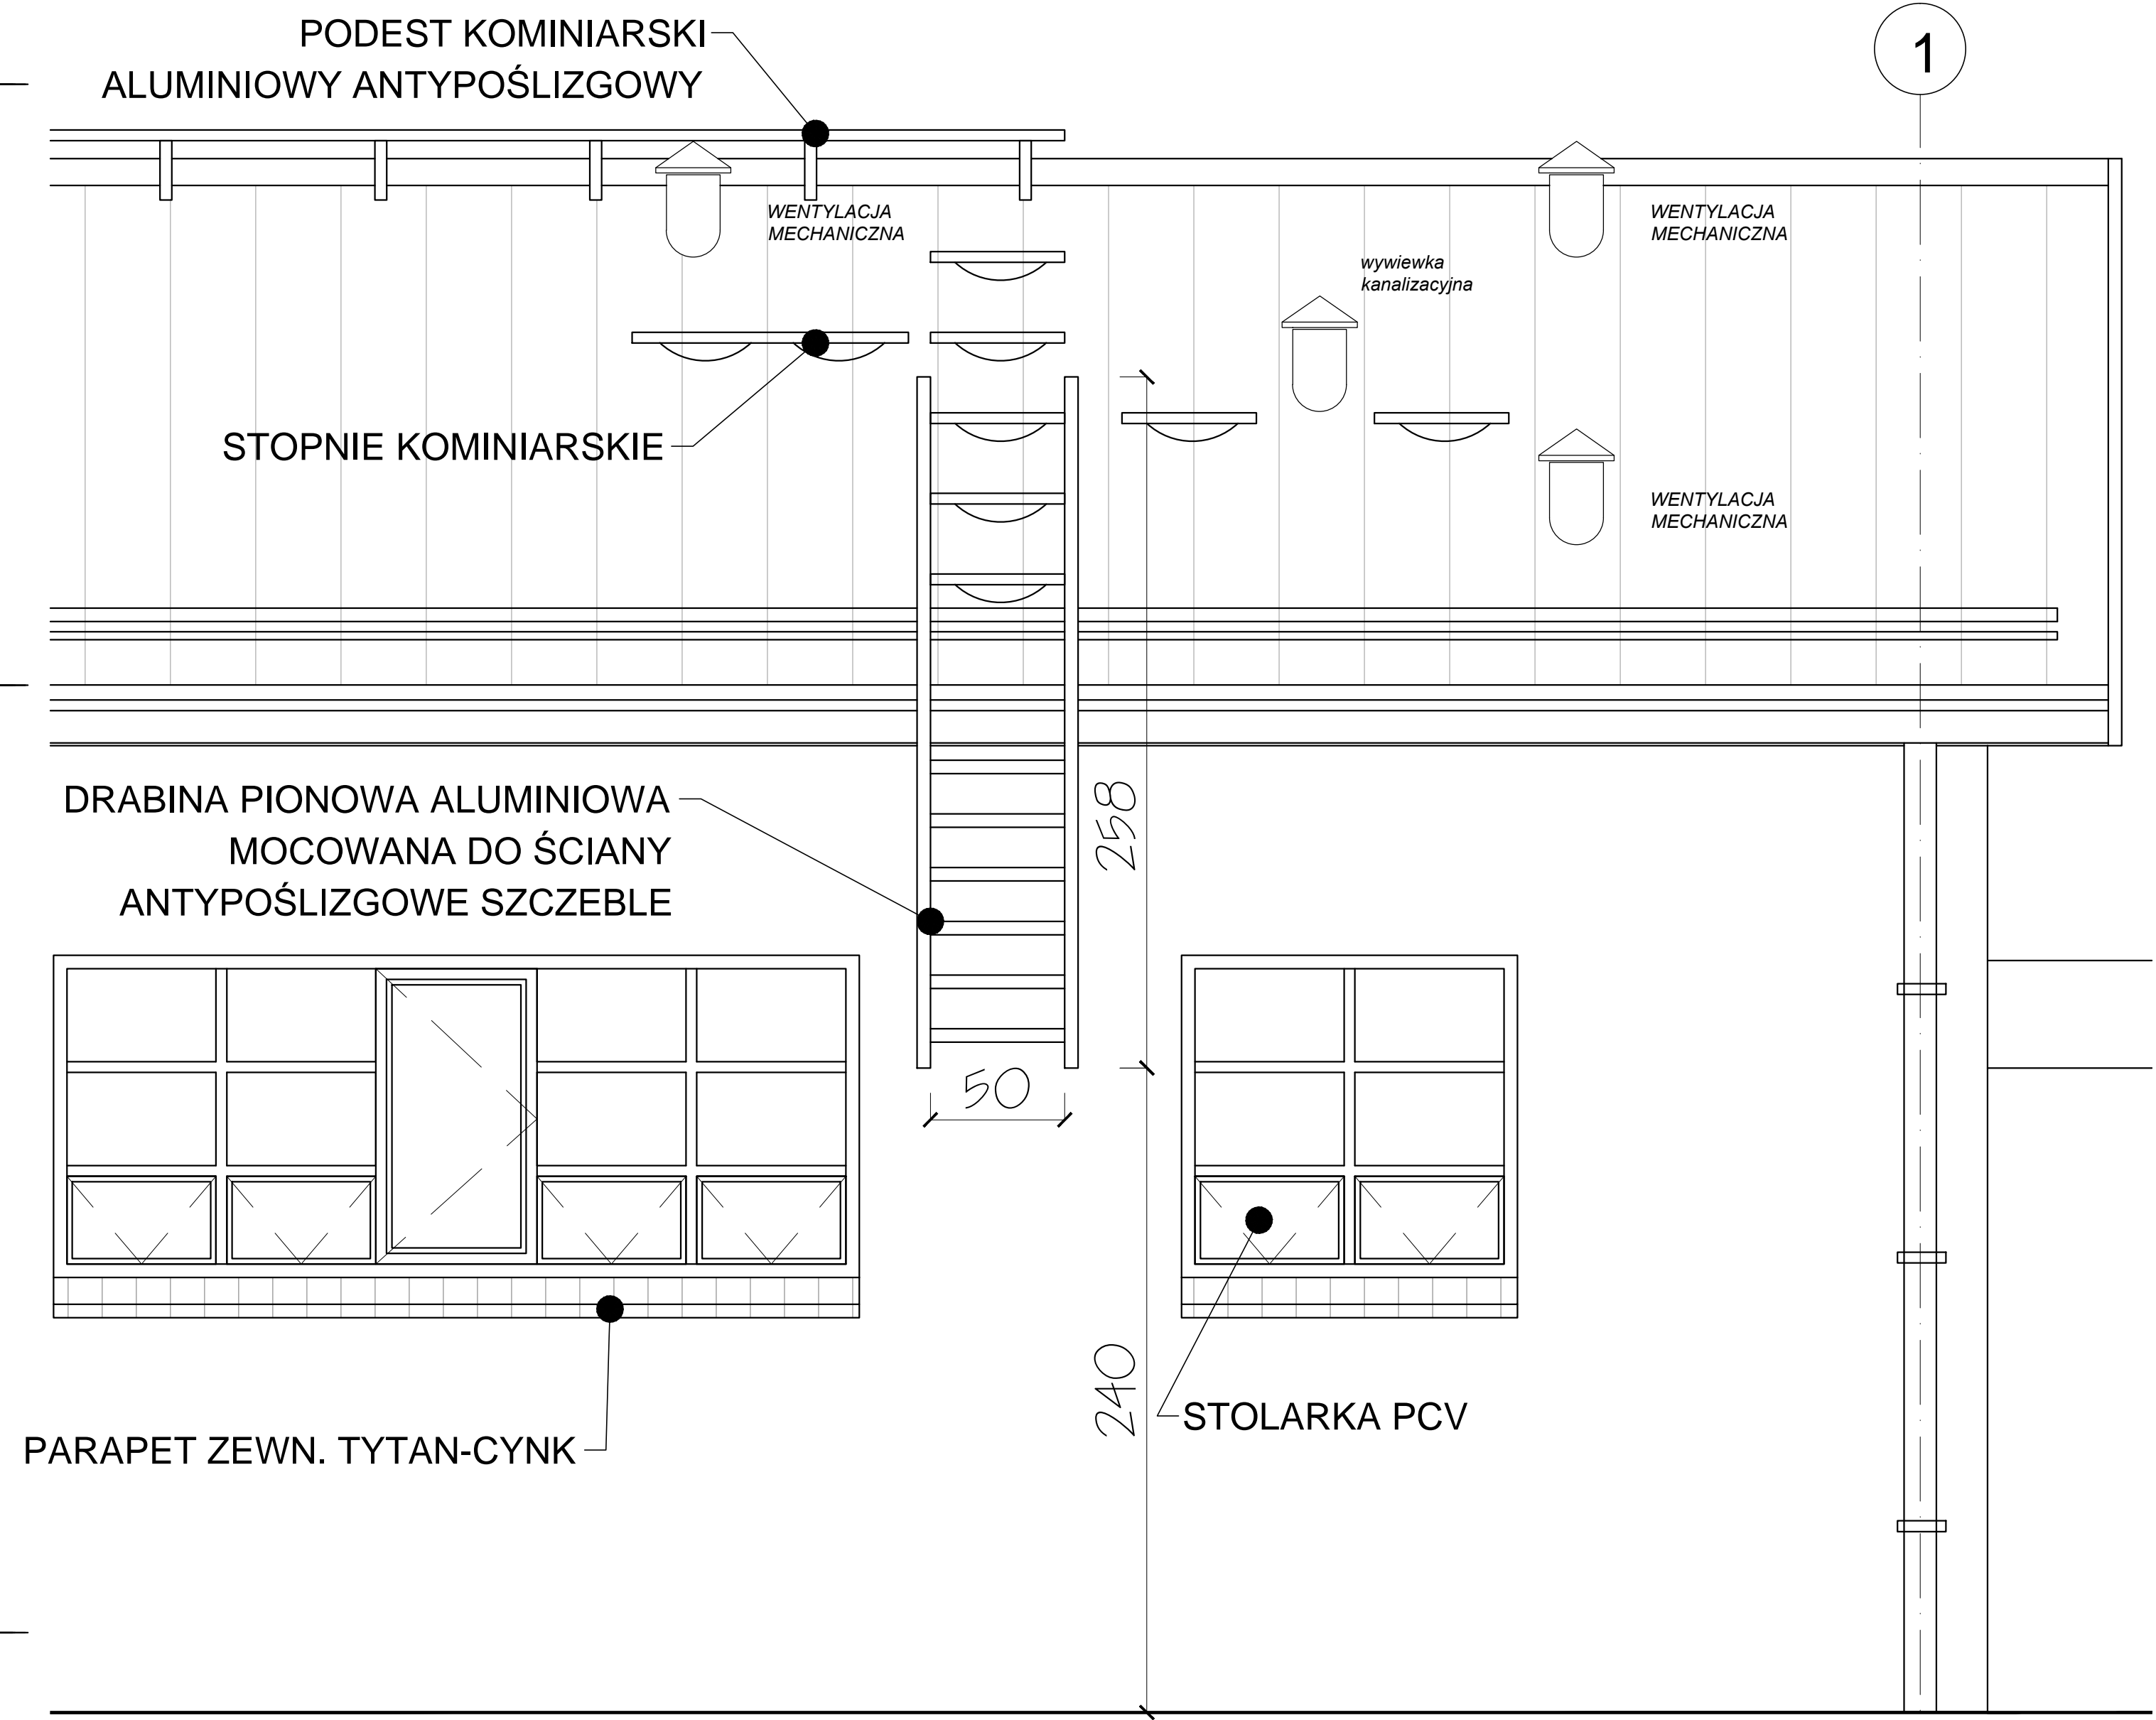 PODEST KOMINIARSKI
ALUMINIOWY ANTYPOŚLIZGOWY
1
WENTYLACJA
MECHANICZNA
WENTYLACJA
MECHANICZNA
wywiewka
kanalizacyjna
STOPNIE KOMINIARSKIE
WENTYLACJA
MECHANICZNA
DRABINA PIONOWA ALUMINIOWA
MOCOWANA DO ŚCIANY
ANTYPOŚLIZGOWE SZCZEBLE
258
50
240
STOLARKA PCV
PARAPET ZEWN. TYTAN-CYNK